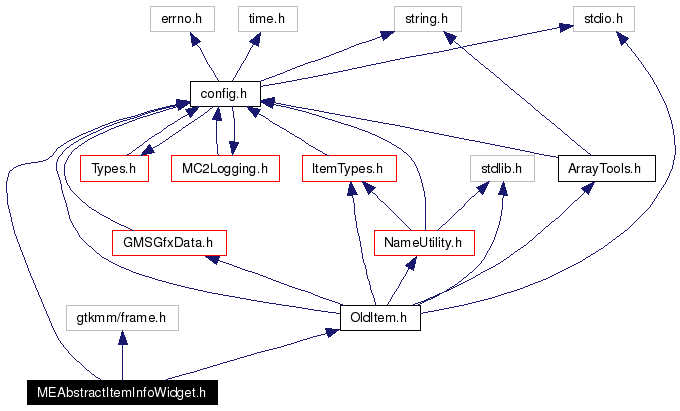 errno.h
time.h
string.h
stdio.h
config.h
Types.h
MC2Logging.h
ItemTypes.h
stdlib.h
ArrayTools.h
GMSGfxData.h
NameUtility.h
gtkmm/frame.h
OldItem.h
MEAbstractItemInfoWidget.h